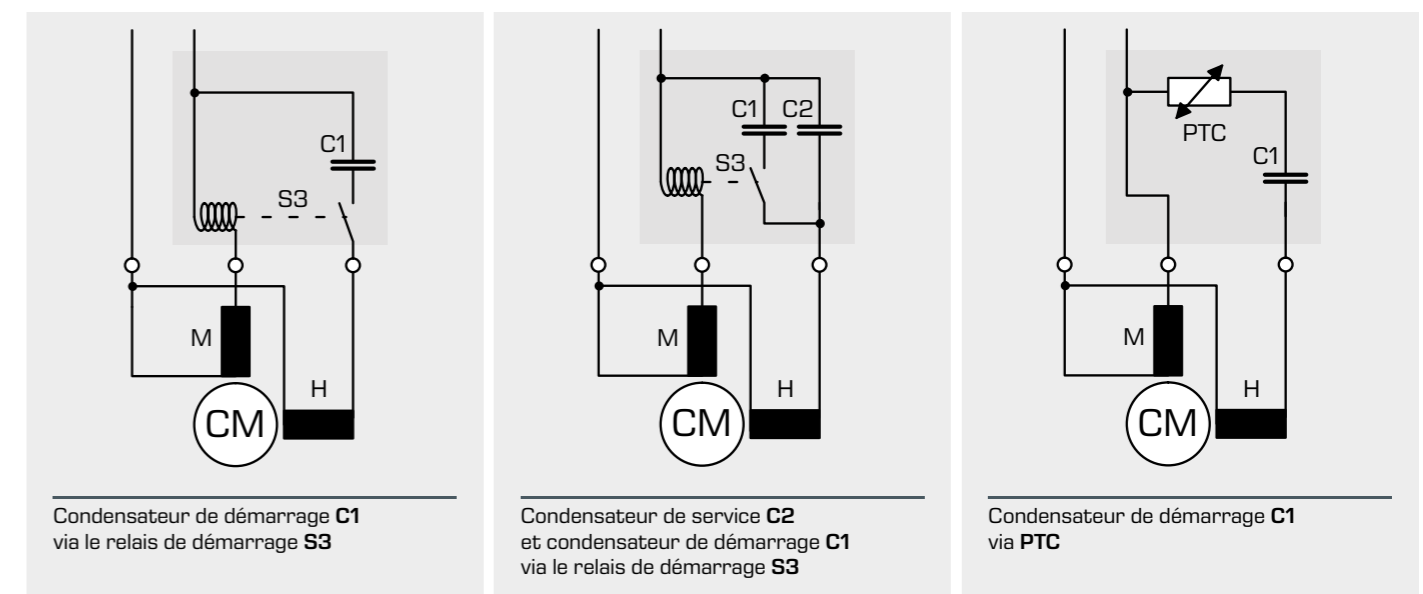 C1
S3
M
H
CM
Condensateur de démarrage C1
via le relais de démarrage S3
C1 C2
S3
M
H
CM
Condensateur de service C2
et condensateur de démarrage C1
via le relais de démarrage S3
PTC
C1
M
H
CM
Condensateur de démarrage C1
via PTC